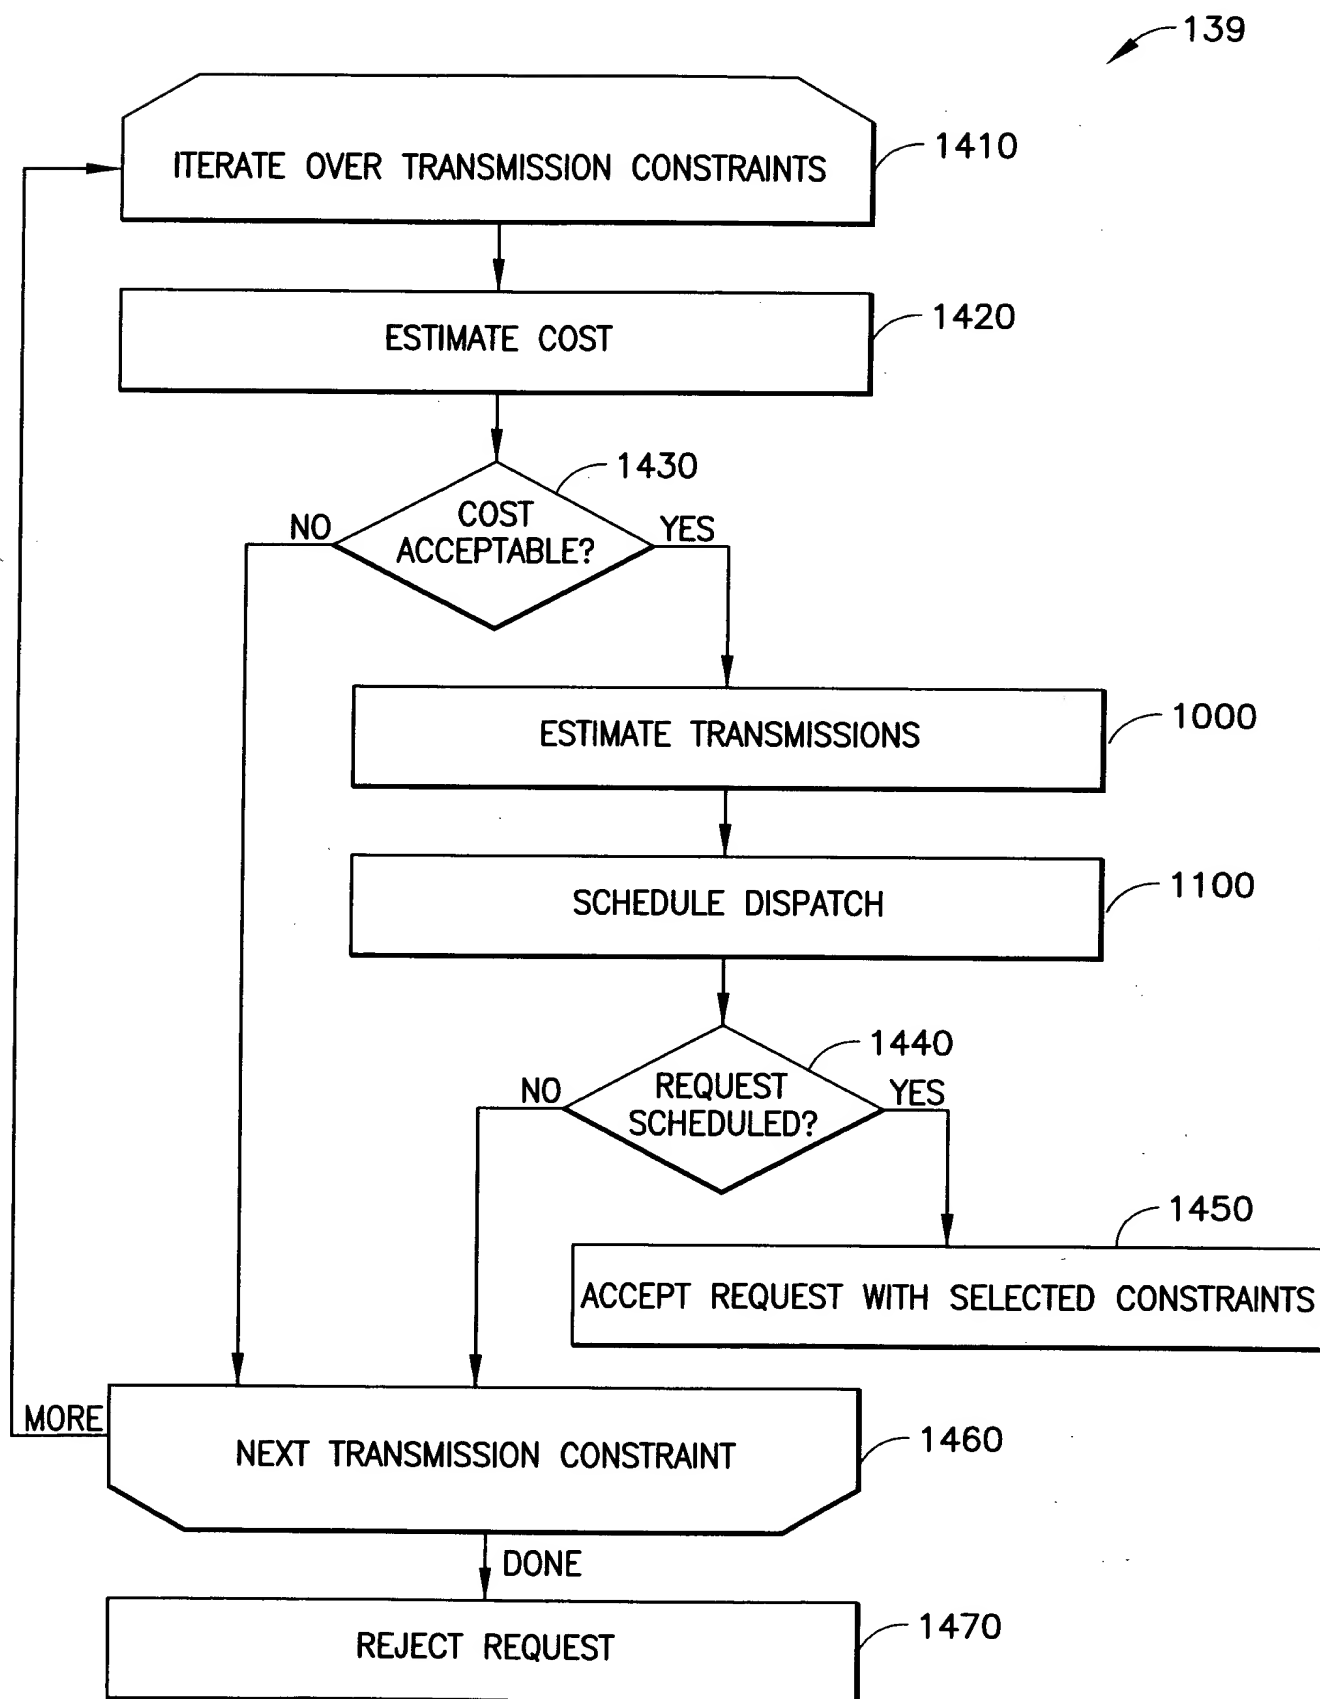 139
ITERATE OVER TRANSMISSION CONSTRAINTS
1410
ESTIMATE COST
1420
1430
COST
ACCEPTABLE?
NO
YES
ESTIMATE TRANSMISSIONS
1000
SCHEDULE DISPATCH
1100
1440
REQUEST
SCHEDULED?
NO
YES
1450
ACCEPT REQUEST WITH SELECTED CONSTRAINTS
MORE
NEXT TRANSMISSION CONSTRAINT
1460
DONE
REJECT REQUEST
1470